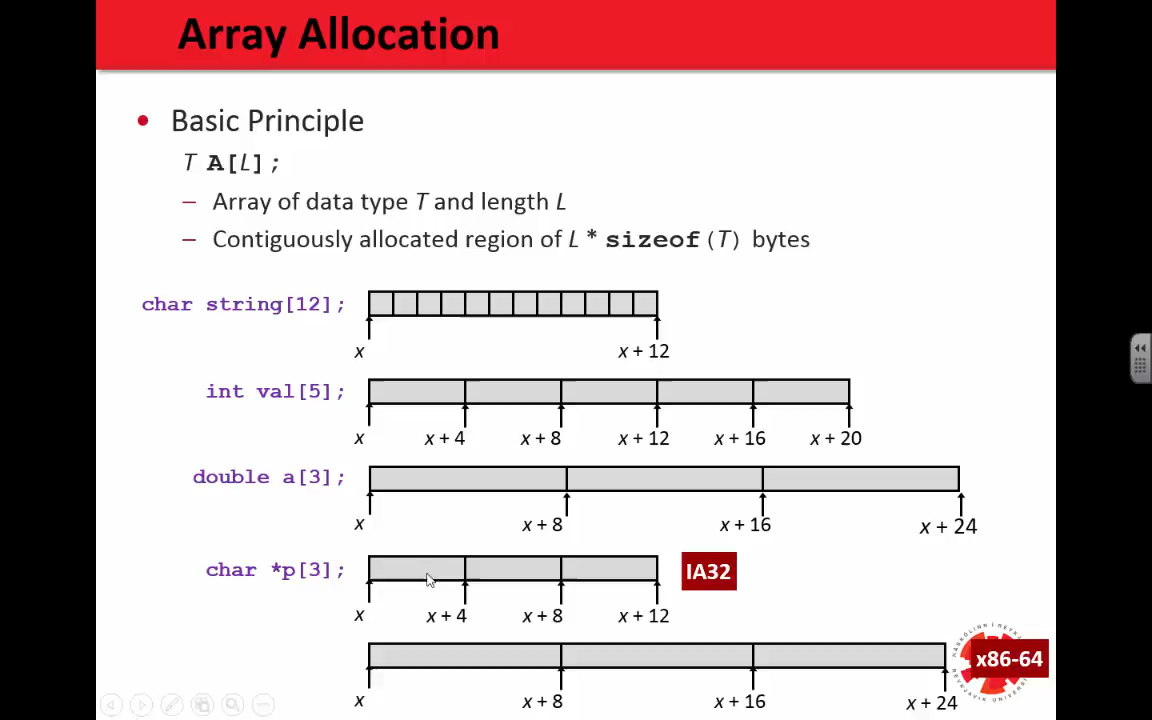 Array Allocation
• Basic Principle
T A[L];
– Array of data type T and length L
– Contiguously allocated region of L * sizeof(T) bytes
char string[12];
x x + 12
int val[5];
x x + 4 x + 8 x + 12 x + 16 x + 20
double a[3];
x x + 8 x + 16 x + 24
char *p[3]; IA32
x x + 4 x + 8 x + 12
x86-64
x x + 8 x + 16 x + 24